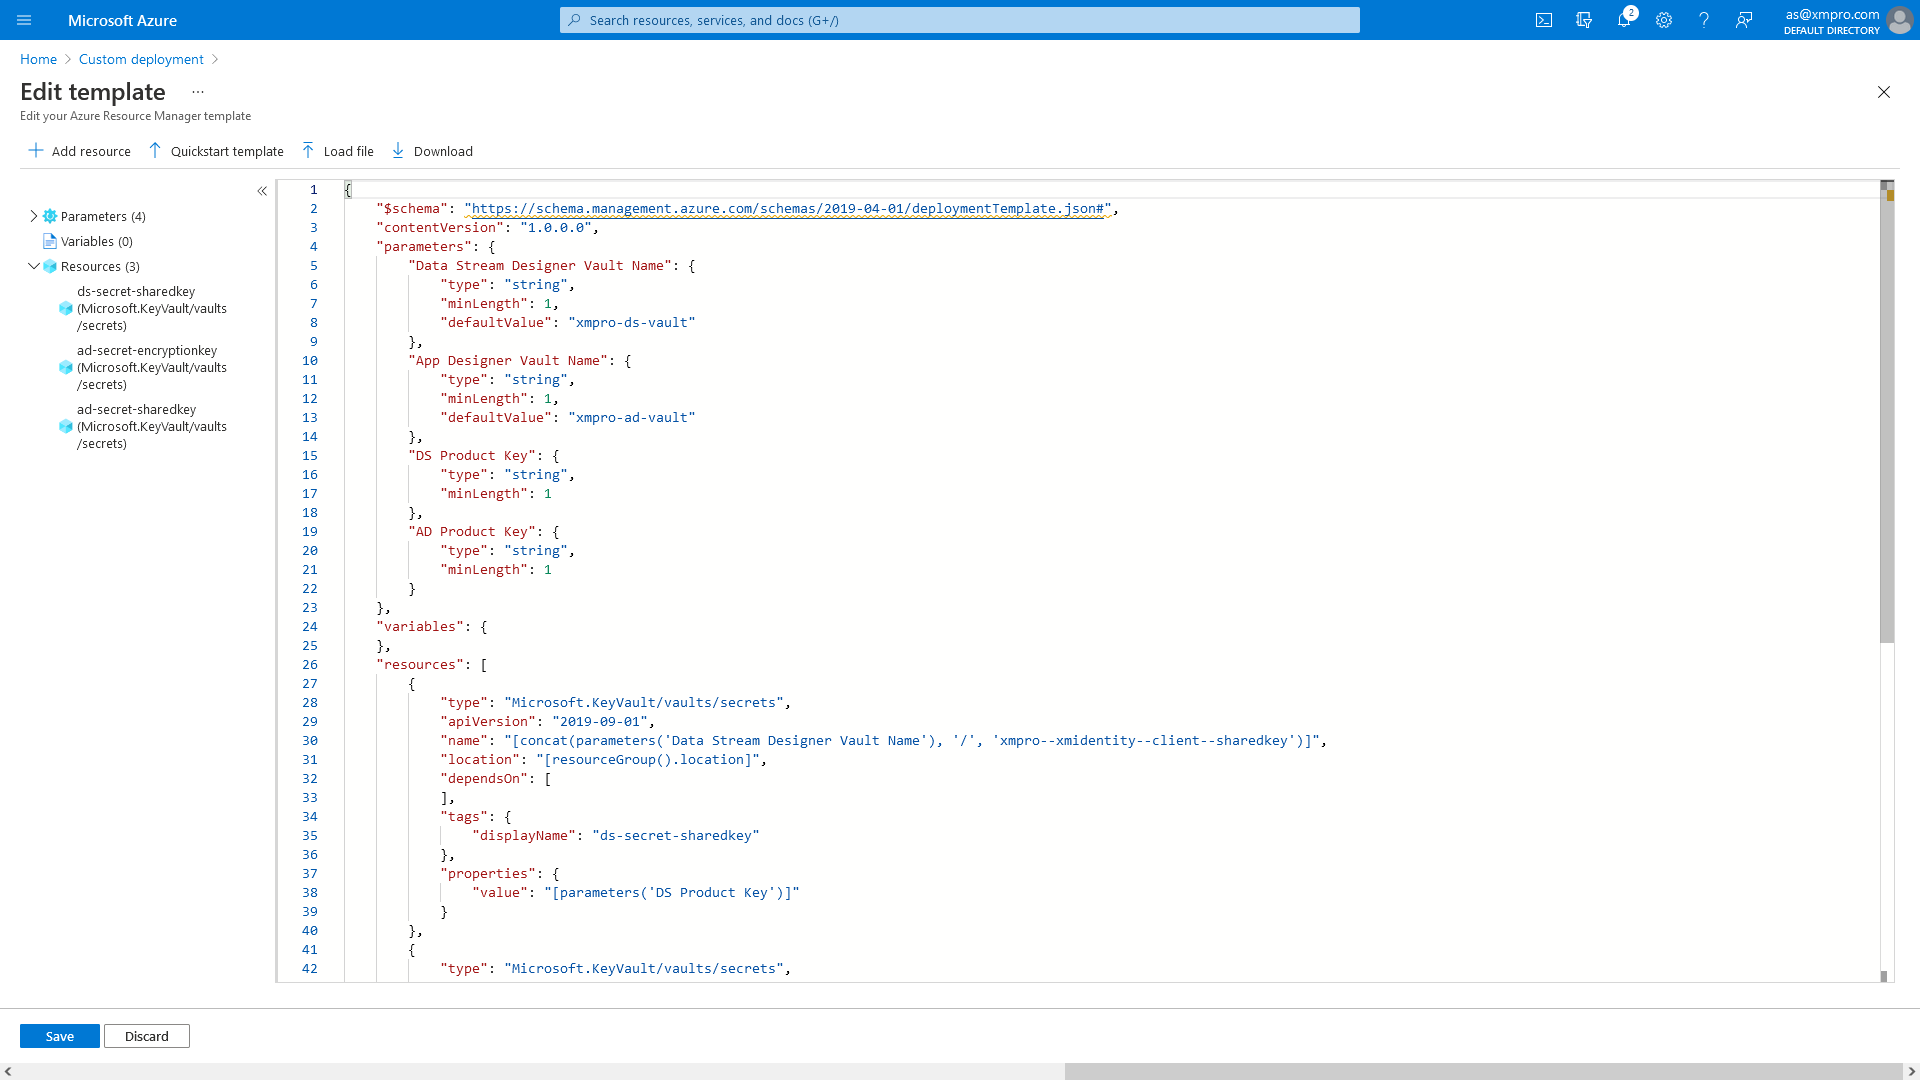 Microsoft Azure
Search resources, services, and docs (G+/)
2
as@xmpro.com
DEFAULT DIRECTORY
Home > Custom deployment >
Edit template ...
Edit your Azure Resource Manager template
Add resource Quickstart template Load file Download
Parameters (4)
Variables (0)
Resources (3)
ds-secret-sharedkey
(Microsoft.KeyVault/vaults
/secrets)
ad-secret-encryptionkey
(Microsoft.KeyVault/vaults
/secrets)
ad-secret-sharedkey
(Microsoft.KeyVault/vaults
/secrets)
1 {
2 "$schema": "https://schema.management.azure.com/schemas/2019-04-01/deploymentTemplate.json#",
3 "contentVersion": "1.0.0.0",
4 "parameters": {
5 "Data Stream Designer Vault Name": {
6 "type": "string",
7 "minLength": 1,
8 "defaultValue": "xmpro-ds-vault"
9 },
10 "App Designer Vault Name": {
11 "type": "string",
12 "minLength": 1,
13 "defaultValue": "xmpro-ad-vault"
14 },
15 "DS Product Key": {
16 "type": "string",
17 "minLength": 1
18 },
19 "AD Product Key": {
20 "type": "string",
21 "minLength": 1
22 }
23 },
24 "variables": {
25 },
26 "resources": [
27 {
28 "type": "Microsoft.KeyVault/vaults/secrets",
29 "apiVersion": "2019-09-01",
30 "name": "[concat(parameters('Data Stream Designer Vault Name'), '/', 'xmpro--xmidentity--client--sharedkey')]",
31 "location": "[resourceGroup().location]",
32 "dependsOn": [
33 ],
34 "tags": {
35 "displayName": "ds-secret-sharedkey"
36 },
37 "properties": {
38 "value": "[parameters('DS Product Key')]"
39 }
40 },
41 {
42 "type": "Microsoft.KeyVault/vaults/secrets",
Save Discard